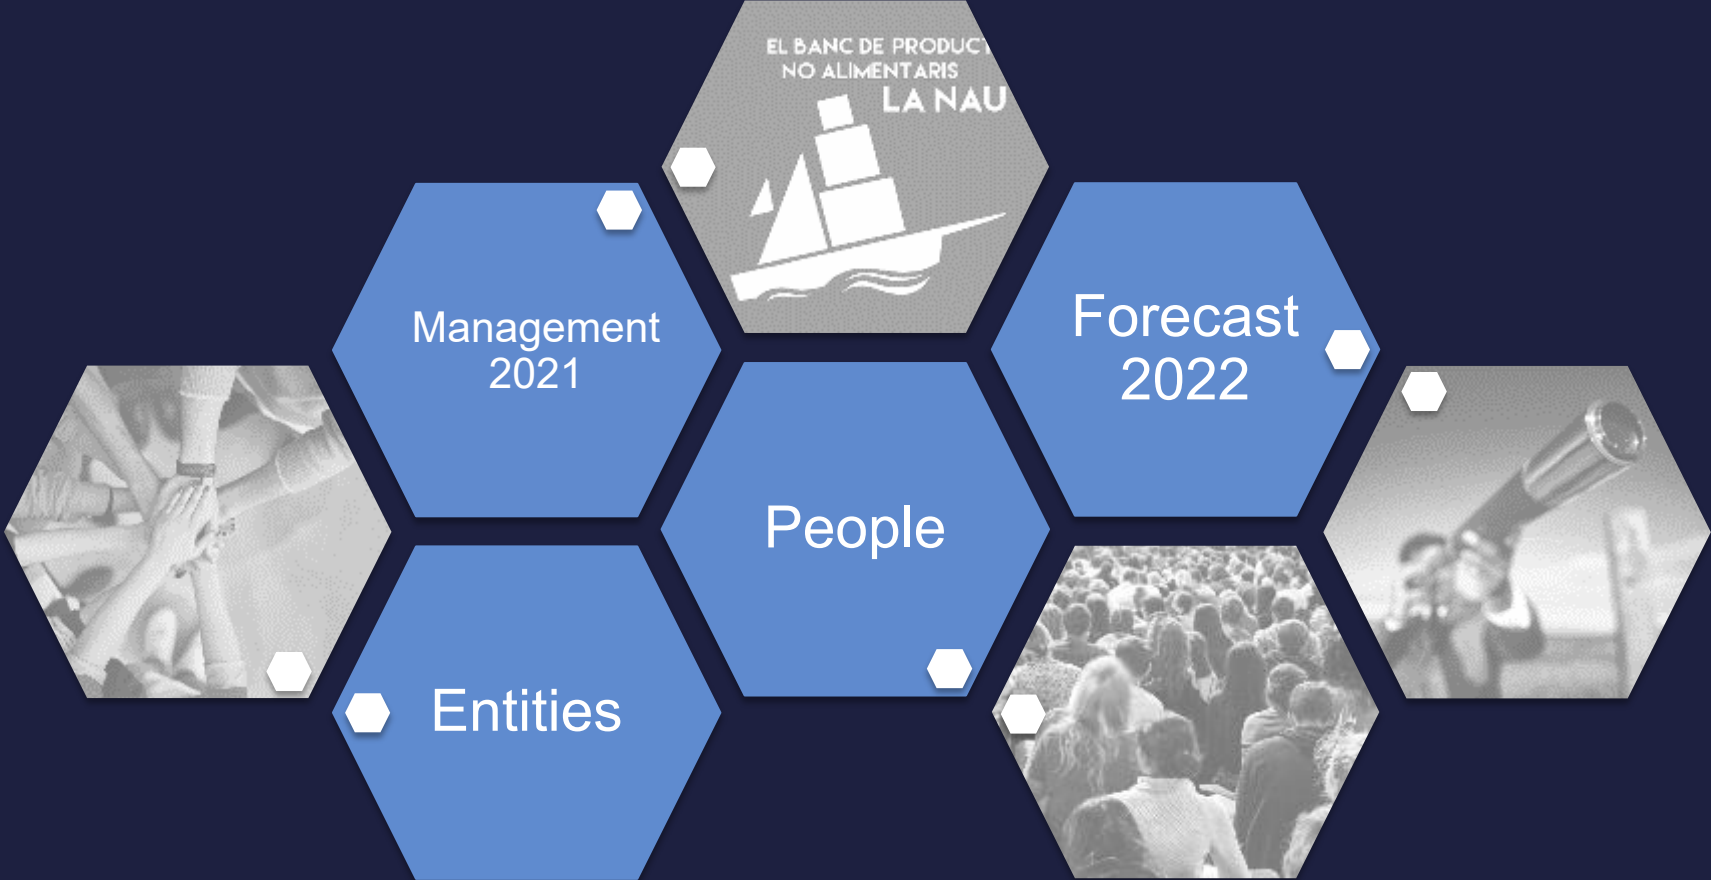 EL BANC DE PRODUCT
NO ALIMENTARIS
LA NAU
Management
2021
Forecast
2022
People
Entities